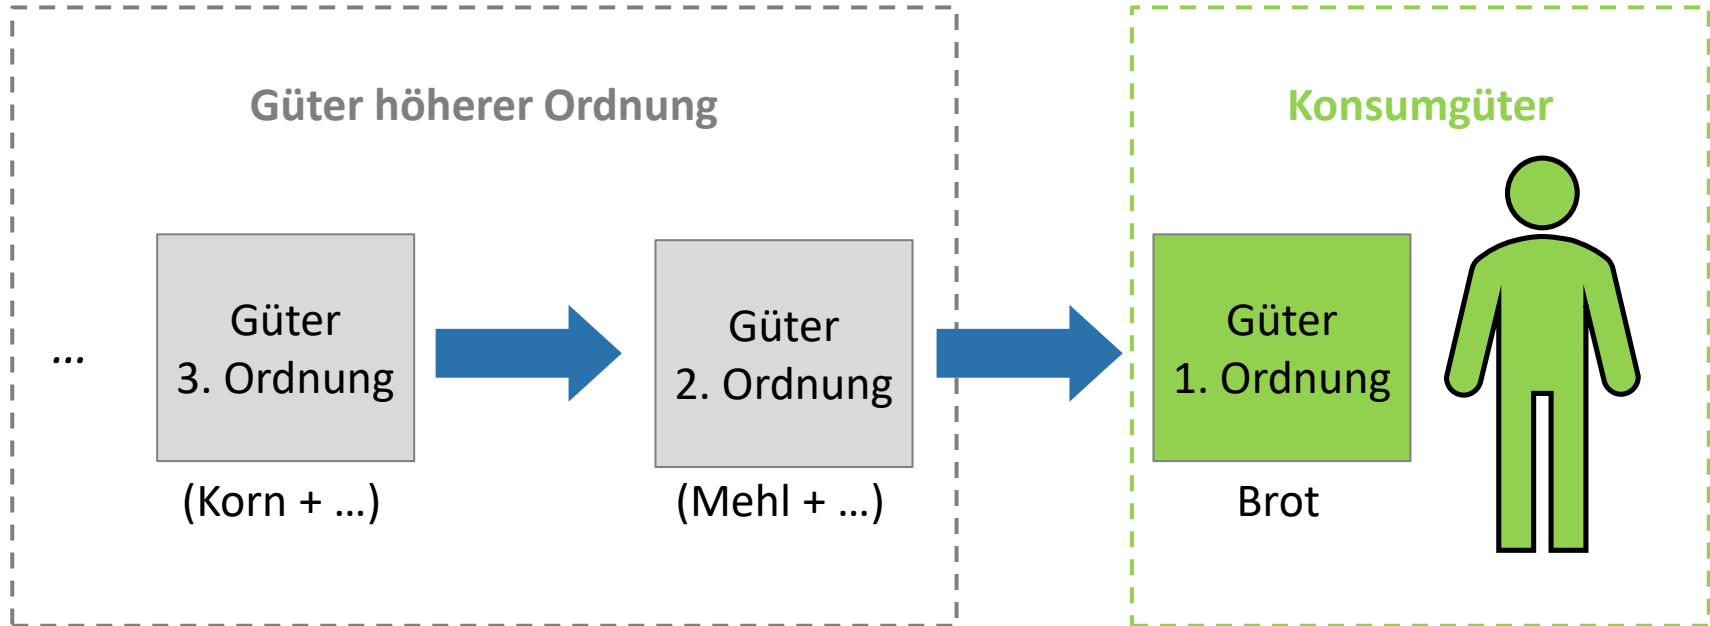 Güter höherer Ordnung
Konsumgüter
...
Güter
3. Ordnung
(Korn + ...)
Güter
2. Ordnung
(Mehl + ...)
Güter
1. Ordnung
Brot